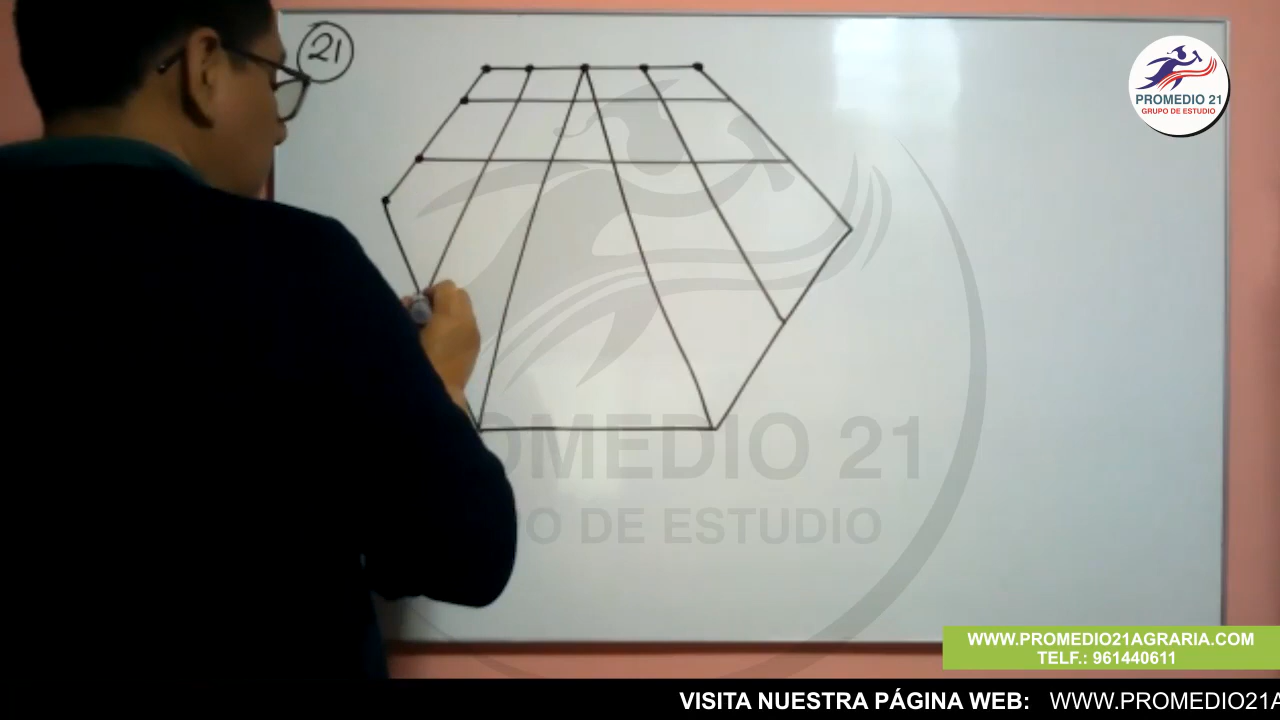 21
PROMEDIO 21
GRUPO DE ESTUDIO
OMEDIO 21
PO DE ESTUDIO
WWW.PROMEDIO21AGRARIA.COM
TELF.: 961440611
VISITA NUESTRA PÁGINA WEB: WWW.PROMEDIO21A